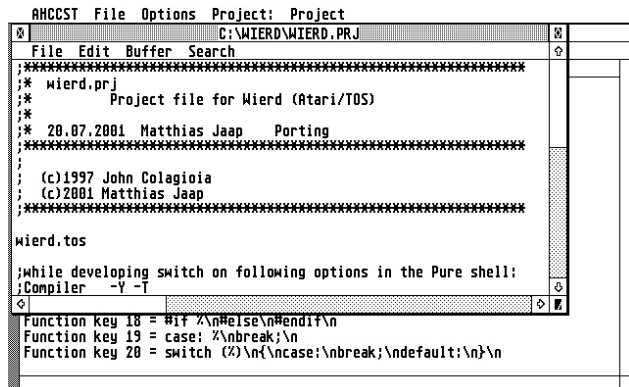 AHCCST File Options Project: Project
C:\WIERD\WIERD.PRJ
File Edit Buffer Search
;************************************************************
;* wierd.prj
;* Project file for Wierd (Atari/TOS)
;*
;* 20.07.2001 Matthias Jaap Porting
;************************************************************
;
; (c)1997 John Colagioia
; (c)2001 Matthias Jaap
;************************************************************
wierd.tos
;while developing switch on following options in the Pure shell:
;Compiler -Y -T
Function key 18 = #if %\n#else\n#endif\n
Function key 19 = case: %\nbreak;\n
Function key 20 = switch (%)\n{\ncase:\nbreak;\ndefault:\n}\n